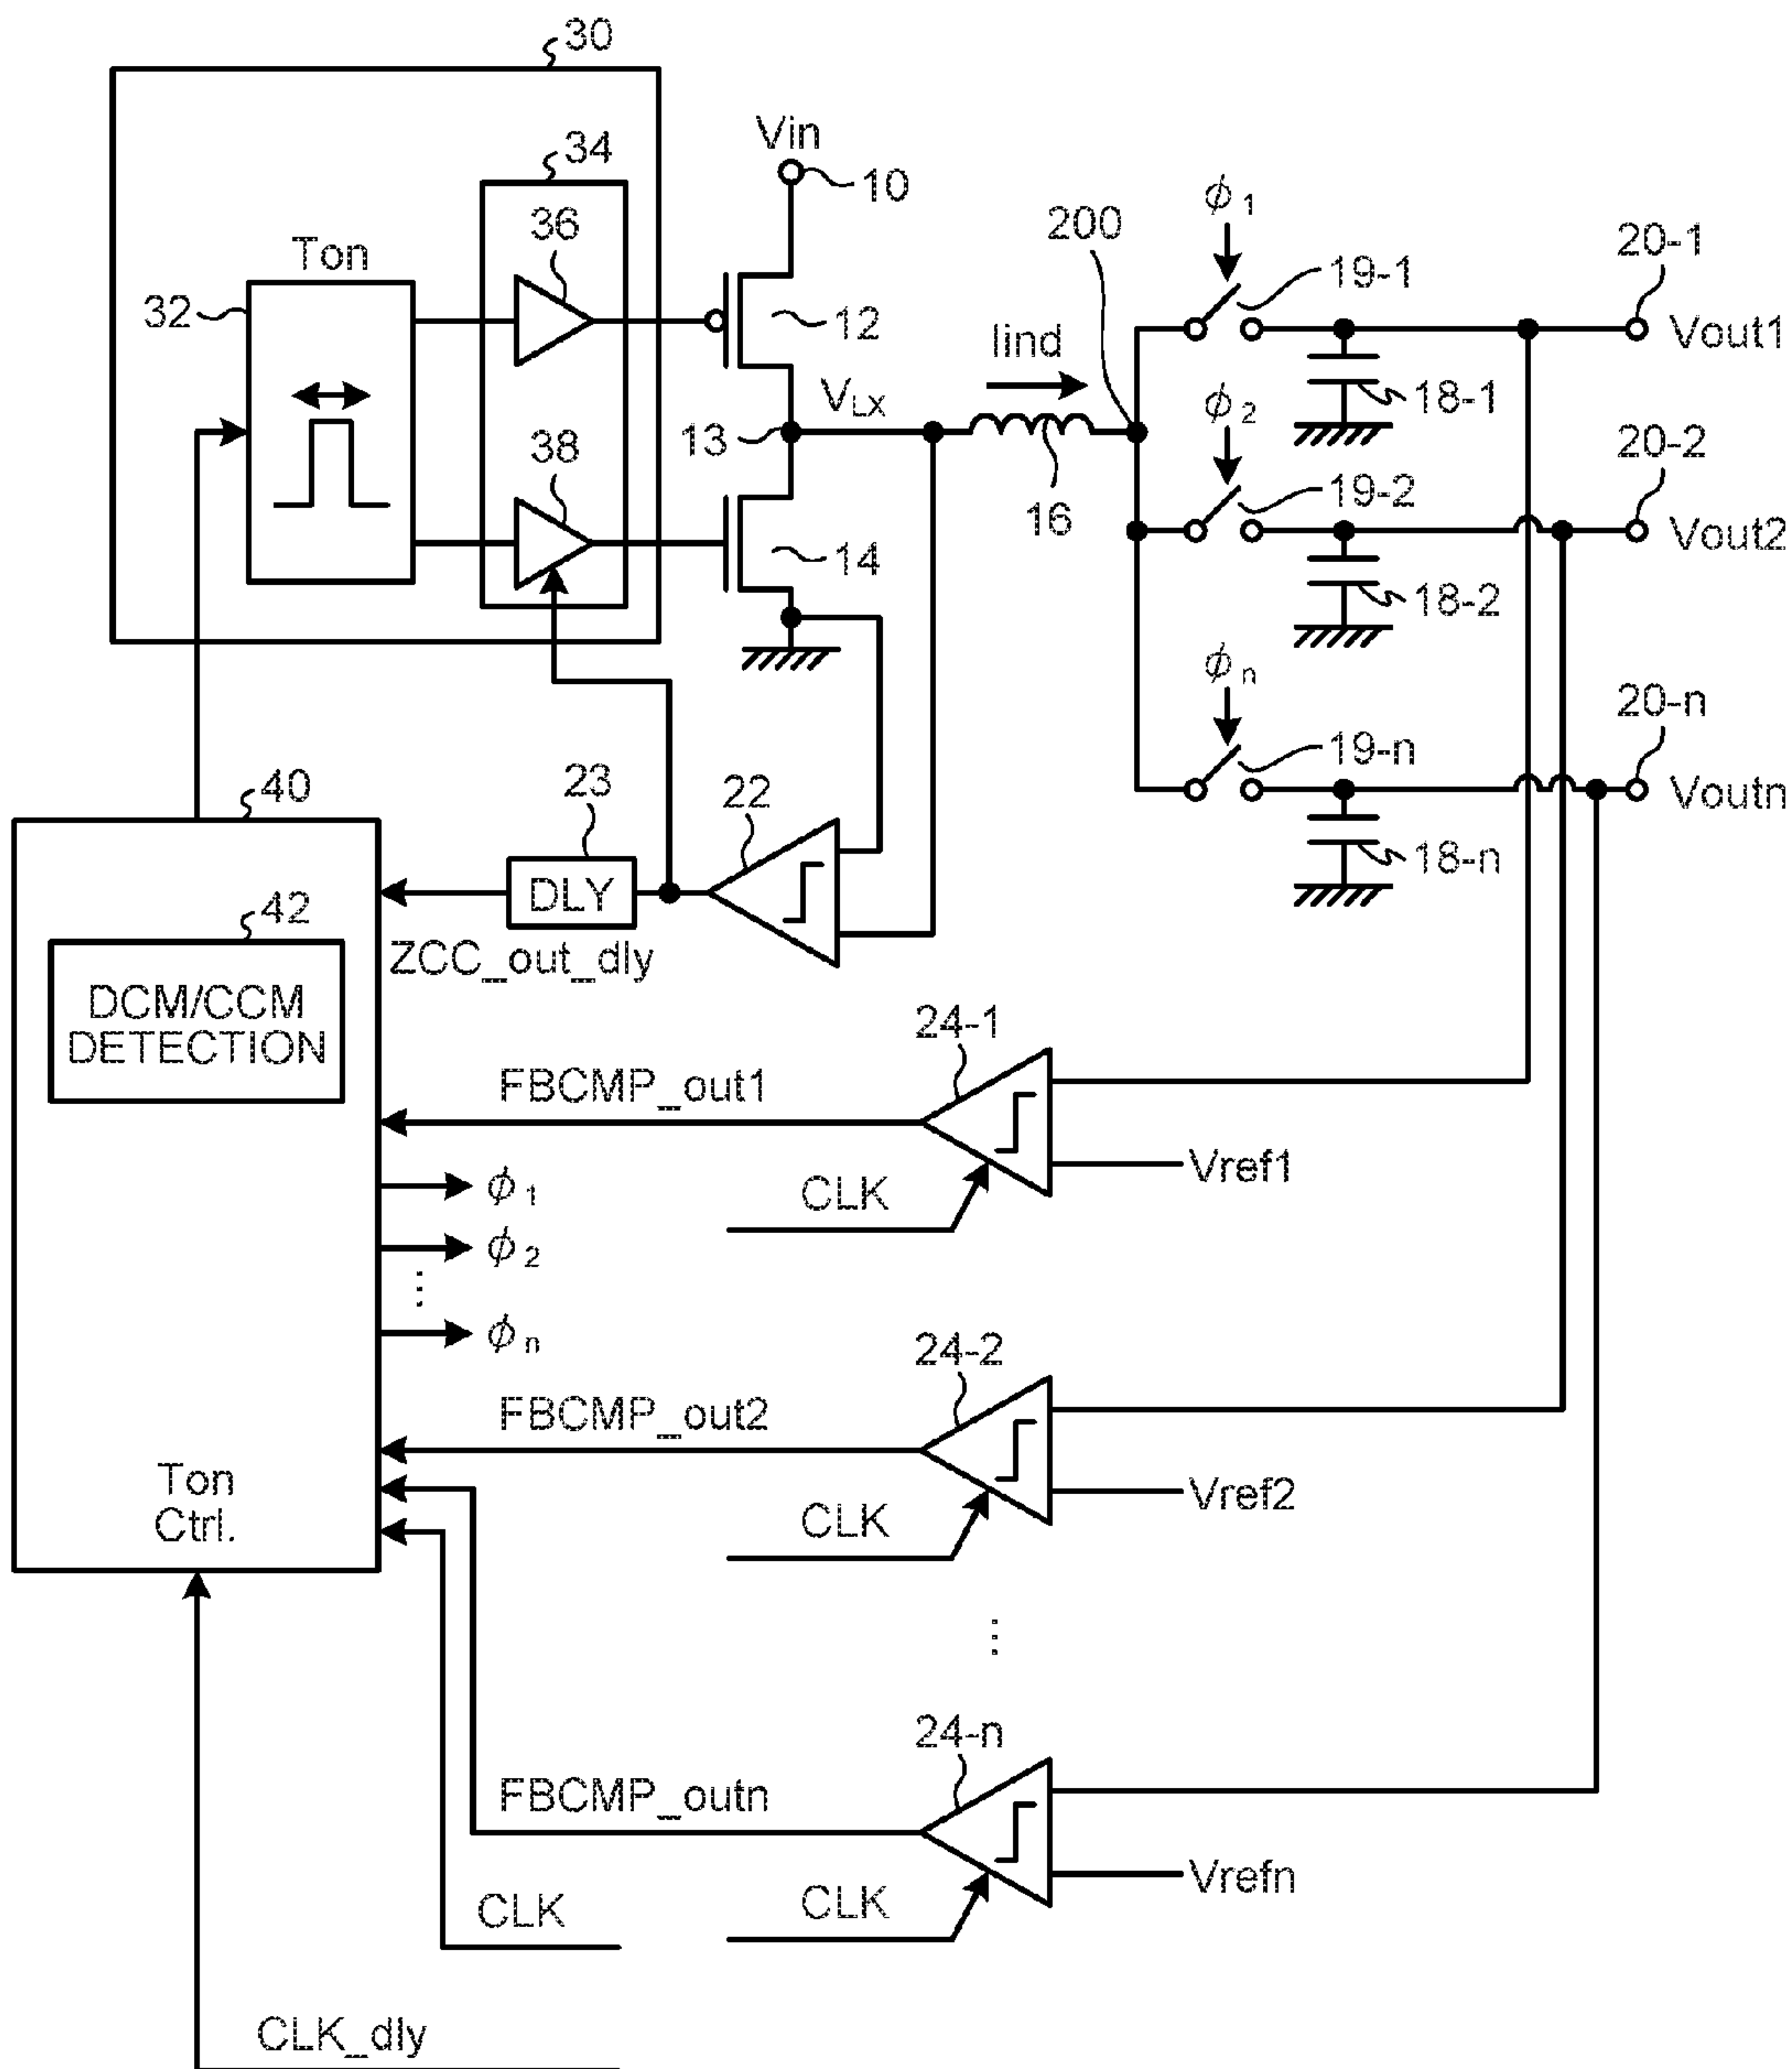 30
Vin
10
34
36
Ton
32
12
VLX
13
Iind
200
16
38
14
ϕ1
19-1
20-1
Vout1
18-1
ϕ2
19-2
20-2
Vout2
18-2
ϕn
19-n
20-n
Voutn
18-n
40
23
22
DLY
ZCC_out_dly
42
DCM/CCM
DETECTION
24-1
FBCMP_out1
Vref1
CLK
ϕ1
ϕ2
⋮
ϕn
24-2
FBCMP_out2
Vref2
CLK
Ton
Ctrl.
⋮
24-n
FBCMP_outn
Vrefn
CLK
CLK
CLK_dly